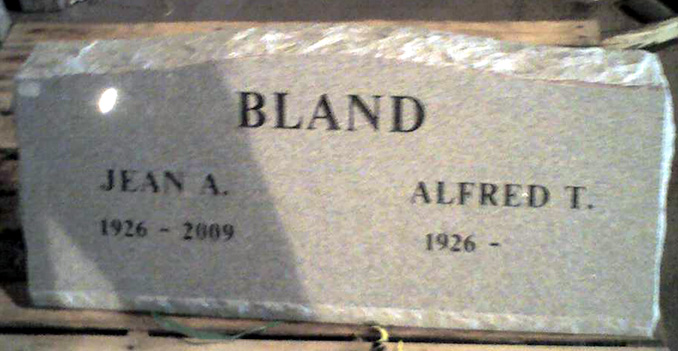 BLAND
JEAN A.
1926 - 2009
ALFRED T.
1926 -